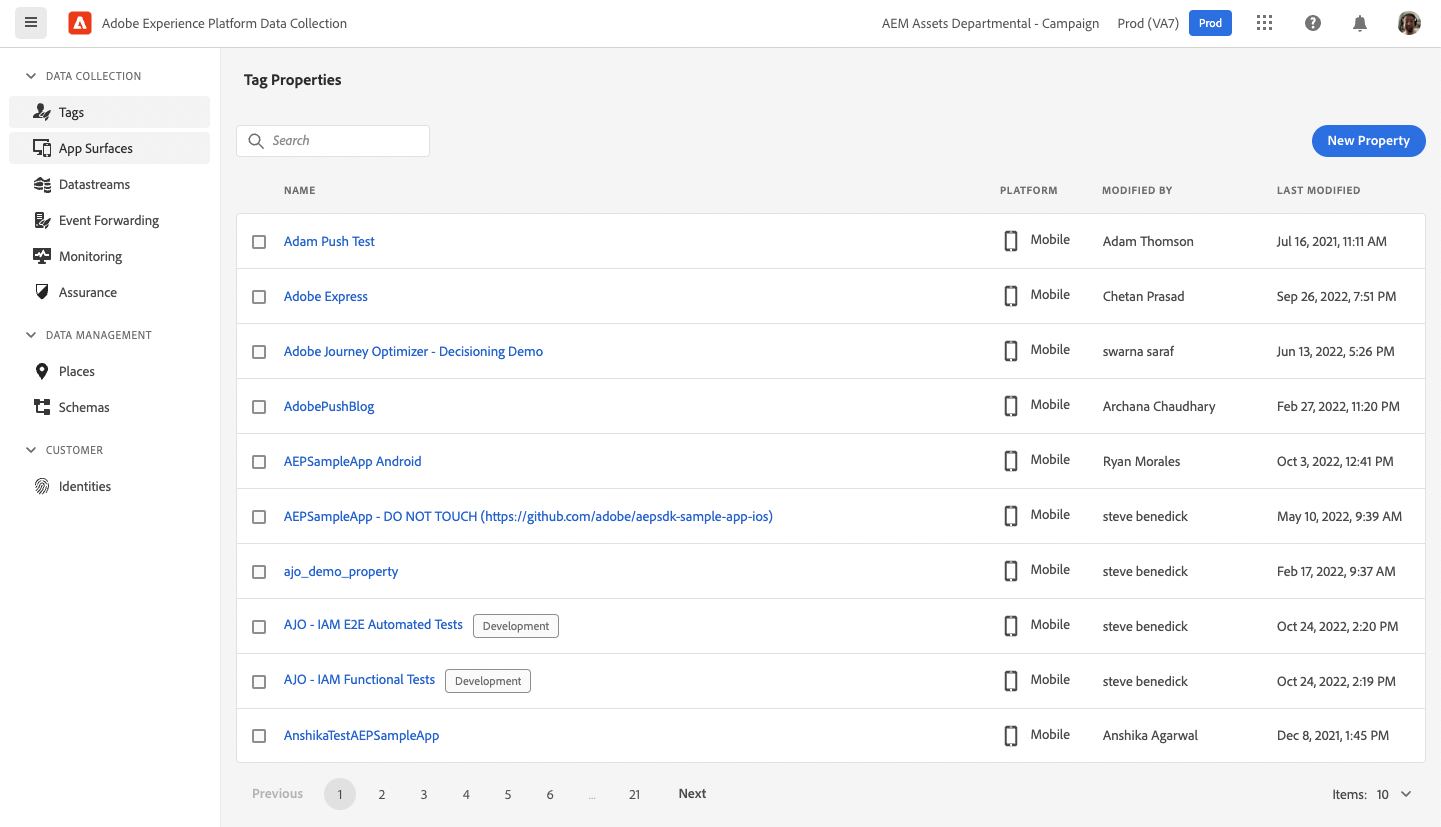 Adobe Experience Platform Data Collection
AEM Assets Departmental - Campaign Prod (VA7) Prod
DATA COLLECTION
Tags
App Surfaces
Datastreams
Event Forwarding
Monitoring
Assurance
DATA MANAGEMENT
Places
Schemas
CUSTOMER
Identities
Tag Properties
Search
New Property
NAME PLATFORM MODIFIED BY LAST MODIFIED
Adam Push Test Mobile Adam Thomson Jul 16, 2021, 11:11 AM
Adobe Express Mobile Chetan Prasad Sep 26, 2022, 7:51 PM
Adobe Journey Optimizer - Decisioning Demo Mobile swarna saraf Jun 13, 2022, 5:26 PM
AdobePushBlog Mobile Archana Chaudhary Feb 27, 2022, 11:20 PM
AEPSampleApp Android Mobile Ryan Morales Oct 3, 2022, 12:41 PM
AEPSampleApp - DO NOT TOUCH (https://github.com/adobe/aepsdk-sample-app-ios) Mobile steve benedick May 10, 2022, 9:39 AM
ajo_demo_property Mobile steve benedick Feb 17, 2022, 9:37 AM
AJO - IAM E2E Automated Tests Development Mobile steve benedick Oct 24, 2022, 2:20 PM
AJO - IAM Functional Tests Development Mobile steve benedick Oct 24, 2022, 2:19 PM
AnshikaTestAEPSampleApp Mobile Anshika Agarwal Dec 8, 2021, 1:45 PM
Previous 1 2 3 4 5 6 ... 21 Next
Items: 10